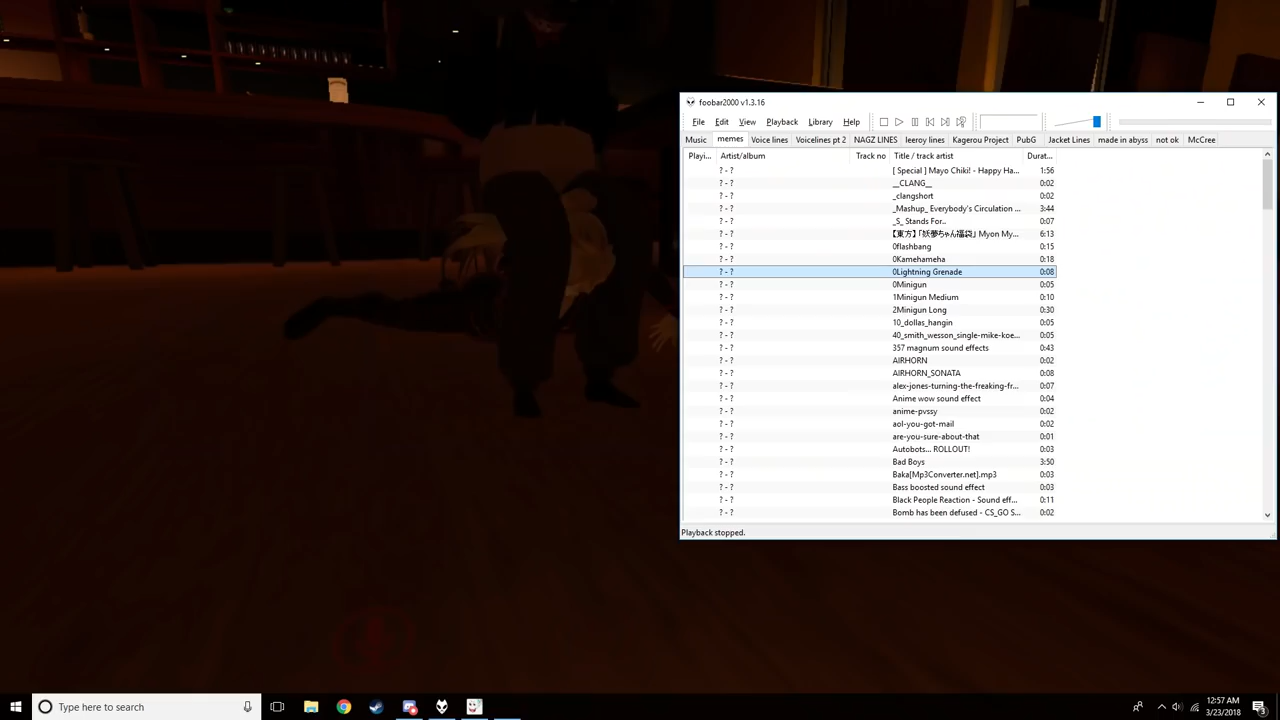 foobar2000 v1.3.16
File Edit View Playback Library Help
Music memes Voice lines Voicelines pt 2 NAGZ LINES leeroy lines Kagerou Project PubG Jacket Lines made in abyss not ok McCree
Playi... Artist/album Track no Title / track artist Durat...
? - ? [ Special ] Mayo Chiki! - Happy Ha... 1:56
? - ? __CLANG__ 0:02
? - ? _clangshort 0:02
? - ? _Mashup_ Everybody's Circulation ... 3:44
? - ? _S_ Stands For.. 0:07
? - ? 【東方】「妖夢ちゃん福袋」 Myon My... 6:13
? - ? 0flashbang 0:15
? - ? 0Kamehameha 0:18
? - ? 0Lightning Grenade 0:08
? - ? 0Minigun 0:05
? - ? 1Minigun Medium 0:10
? - ? 2Minigun Long 0:30
? - ? 10_dollas_hangin 0:05
? - ? 40_smith_wesson_single-mike-koe... 0:05
? - ? 357 magnum sound effects 0:43
? - ? AIRHORN 0:02
? - ? AIRHORN_SONATA 0:08
? - ? alex-jones-turning-the-freaking-fr... 0:07
? - ? Anime wow sound effect 0:04
? - ? anime-pvssy 0:02
? - ? aol-you-got-mail 0:02
? - ? are-you-sure-about-that 0:01
? - ? Autobots... ROLLOUT! 0:03
? - ? Bad Boys 3:50
? - ? Baka[Mp3Converter.net].mp3 0:03
? - ? Bass boosted sound effect 0:03
? - ? Black People Reaction - Sound eff... 0:11
? - ? Bomb has been defused - CS_GO S... 0:02
Playback stopped.
Type here to search
12:57 AM
3/23/2018
3